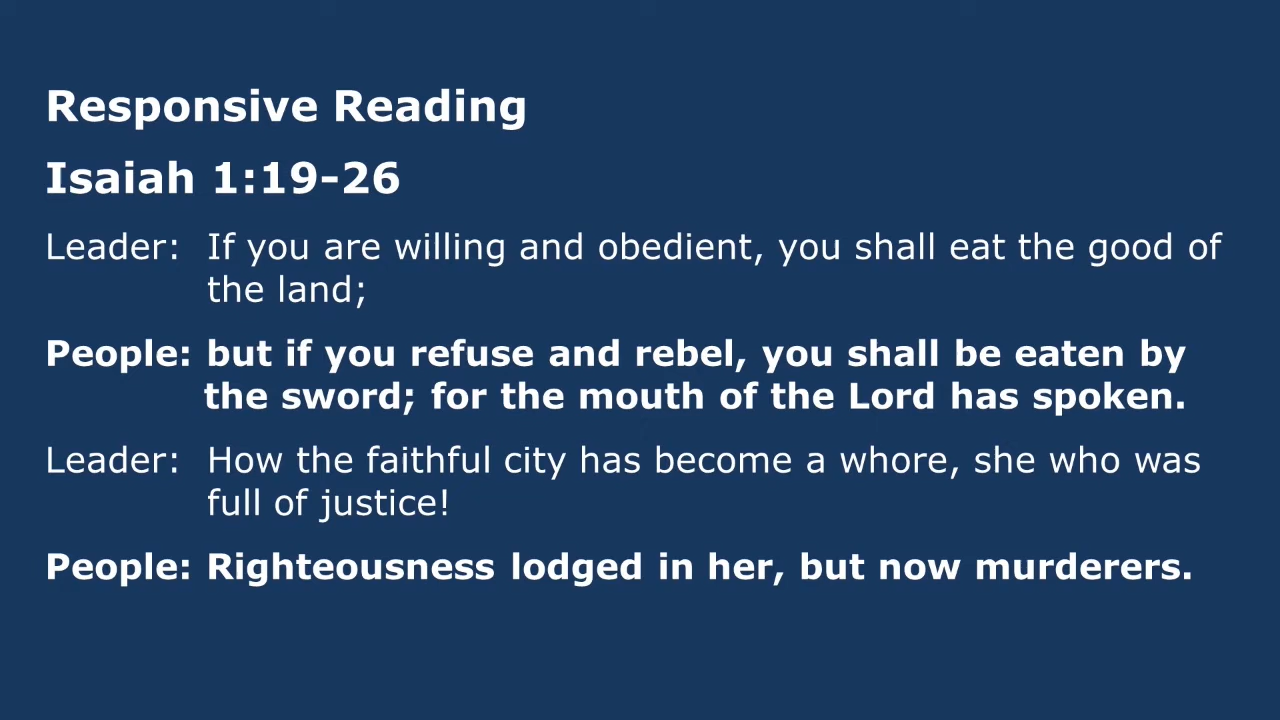 Responsive Reading
Isaiah 1:19-26
Leader: If you are willing and obedient, you shall eat the good of
the land;
People: but if you refuse and rebel, you shall be eaten by
the sword; for the mouth of the Lord has spoken.
Leader: How the faithful city has become a whore, she who was
full of justice!
People: Righteousness lodged in her, but now murderers.